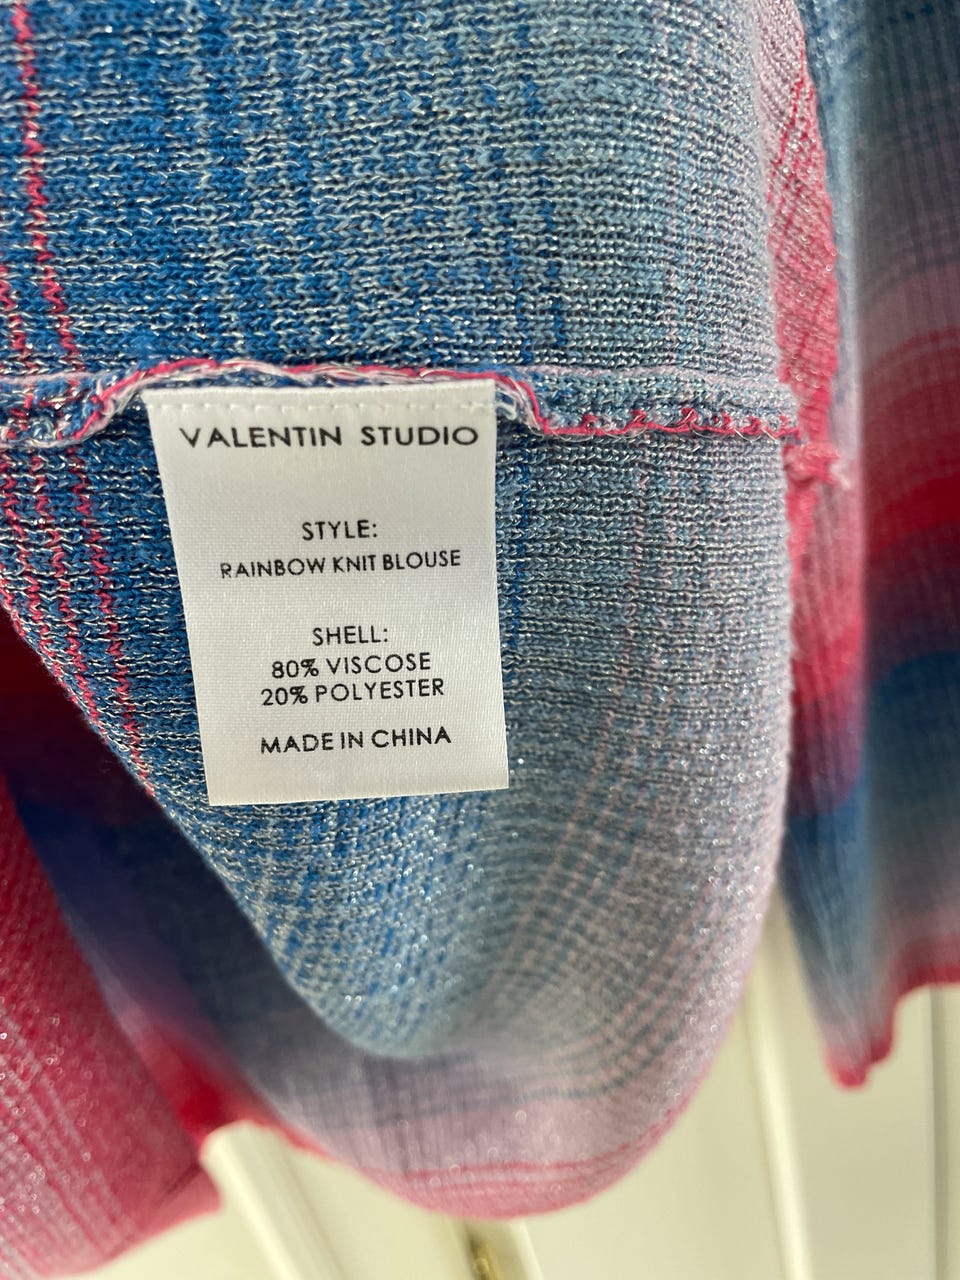 VALENTIN STUDIO
STYLE:
RAINBOW KNIT BLOUSE
SHELL:
80% VISCOSE
20% POLYESTER
MADE IN CHINA